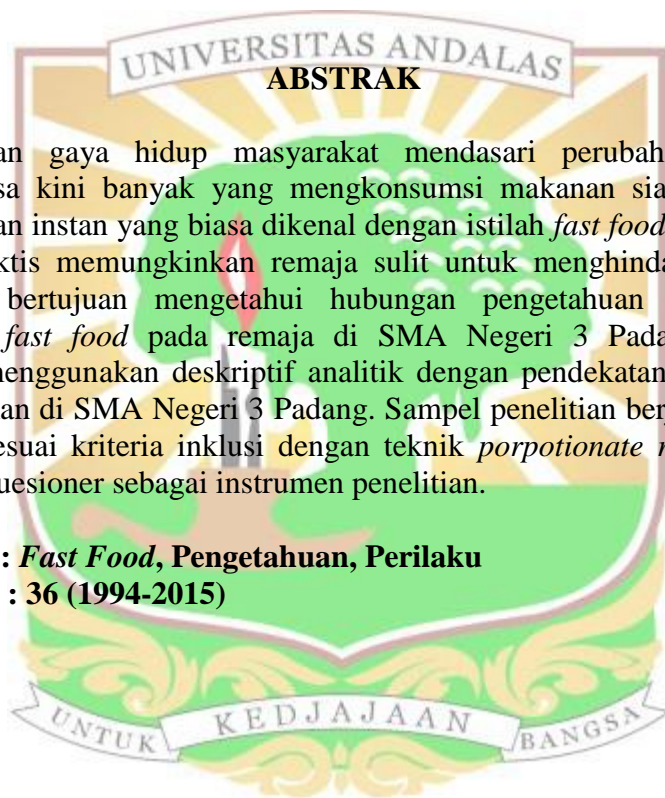 UNIVERSITAS ANDALAS
ABSTRAK
an gaya hidup masyarakat mendasari perubah
sa kini banyak yang mengkonsumsi makanan sia
an instan yang biasa dikenal dengan istilah fast food
ktis memungkinkan remaja sulit untuk menghinda
bertujuan mengetahui hubungan pengetahuan
fast food pada remaja di SMA Negeri 3 Pada
menggunakan deskriptif analitik dengan pendekatan
an di SMA Negeri 3 Padang. Sampel penelitian ber
esuai kriteria inklusi dengan teknik porpotionate
uesioner sebagai instrumen penelitian.
: Fast Food, Pengetahuan, Perilaku
: 36 (1994-2015)
UNTUK KEDJAJAAN BANGSA